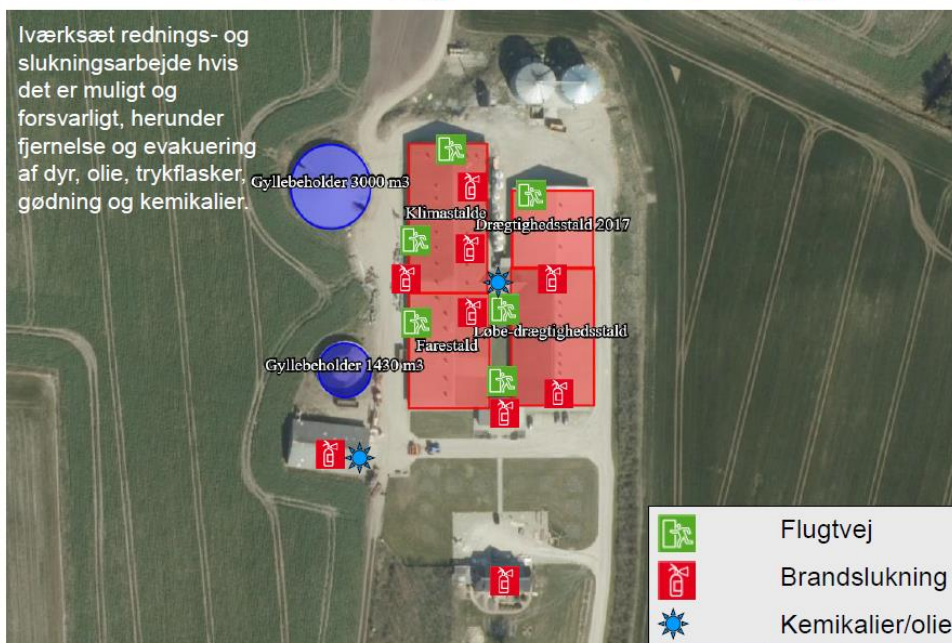 Iværksæt rednings- og
slukningsarbejde hvis
det er muligt og
forsvarligt, herunder
fjernelse og evakuering
af dyr, olie, trykflasker,
gødning og kemikalier.
Gyllebeholder 3000 m3
Klimastalde
Drægtighedsstald 2017
Løbe-drægtighedsstald
Farestald
Gyllebeholder 1430 m3
Flugtvej
Brandslukning
Kemikalier/olie